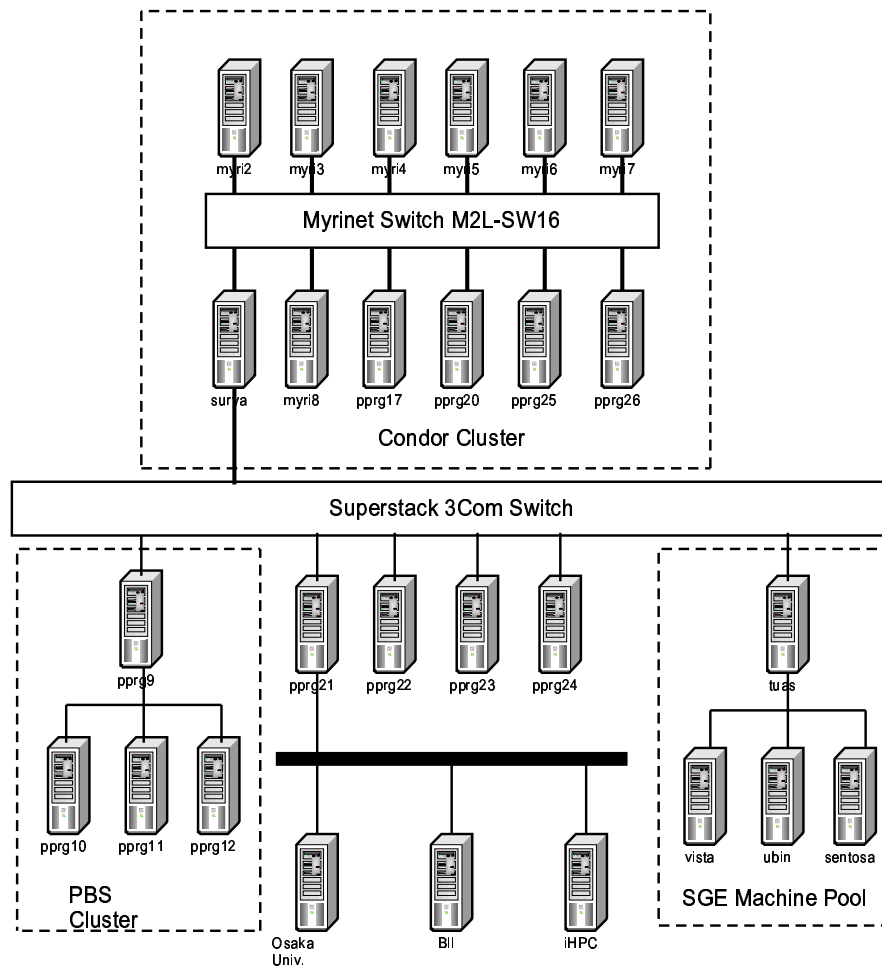 myri2 myri3 myri4 myri5 myri6 myri7
Myrinet Switch M2L-SW16
surya myri8 pprg17 pprg20 pprg25 pprg26
Condor Cluster
Superstack 3Com Switch
pprg9
pprg21 pprg22 pprg23 pprg24
tuas
pprg10 pprg11 pprg12
vista ubin sentosa
PBS
Cluster
SGE Machine Pool
Osaka
Univ.
BII
iHPC